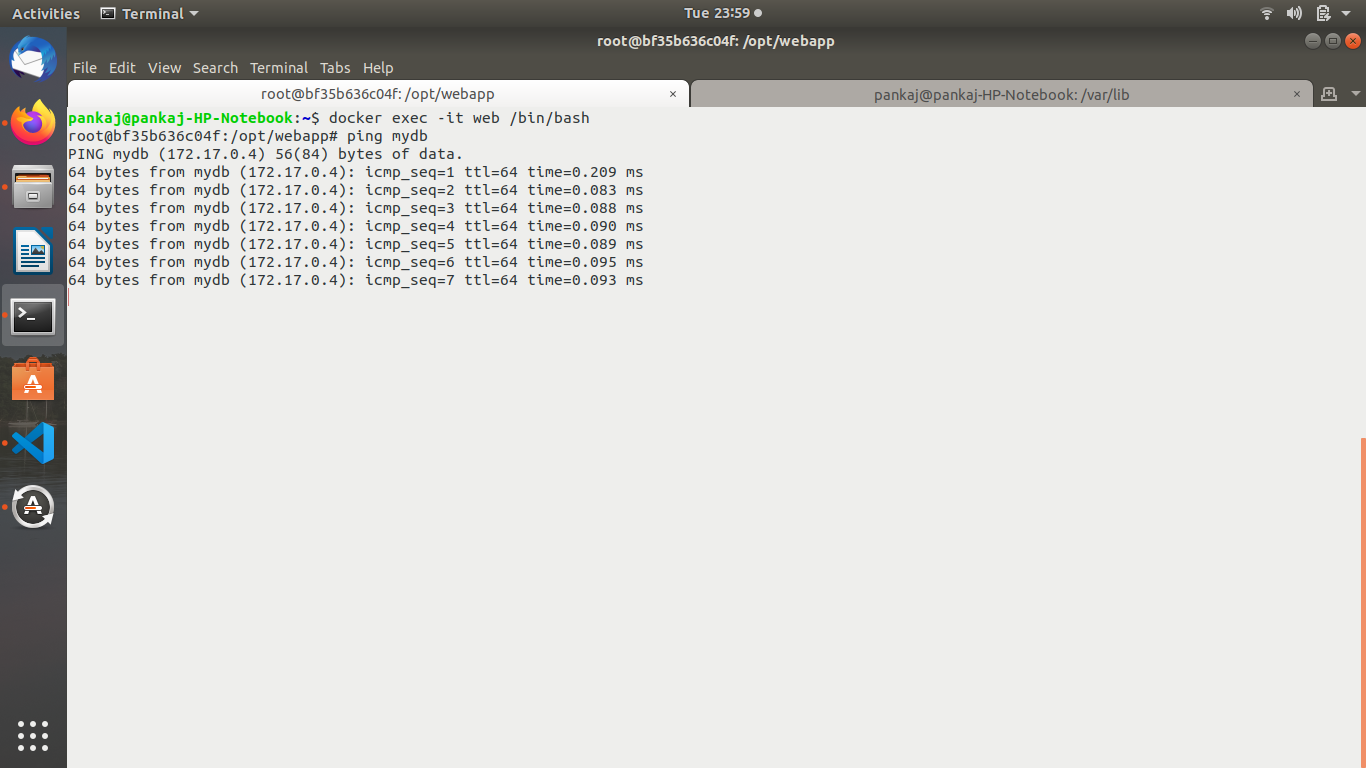 Activities Terminal Tue 23:59
root@bf35b636c04f: /opt/webapp
File Edit View Search Terminal Tabs Help
root@bf35b636c04f: /opt/webapp × pankaj@pankaj-HP-Notebook: /var/lib ×
pankaj@pankaj-HP-Notebook:~$ docker exec -it web /bin/bash
root@bf35b636c04f:/opt/webapp# ping mydb
PING mydb (172.17.0.4) 56(84) bytes of data.
64 bytes from mydb (172.17.0.4): icmp_seq=1 ttl=64 time=0.209 ms
64 bytes from mydb (172.17.0.4): icmp_seq=2 ttl=64 time=0.083 ms
64 bytes from mydb (172.17.0.4): icmp_seq=3 ttl=64 time=0.088 ms
64 bytes from mydb (172.17.0.4): icmp_seq=4 ttl=64 time=0.090 ms
64 bytes from mydb (172.17.0.4): icmp_seq=5 ttl=64 time=0.089 ms
64 bytes from mydb (172.17.0.4): icmp_seq=6 ttl=64 time=0.095 ms
64 bytes from mydb (172.17.0.4): icmp_seq=7 ttl=64 time=0.093 ms